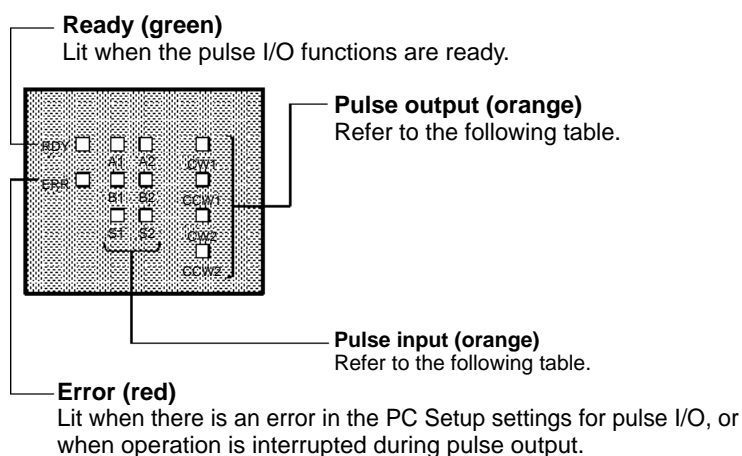 Ready (green)
Lit when the pulse I/O functions are ready.
Pulse output (orange)
Refer to the following table.
RDY
A1 A2
CW1
ERR
B1 B2
CCW1
S1 S2
CW2
CCW2
Pulse input (orange)
Refer to the following table.
Error (red)
Lit when there is an error in the PC Setup settings for pulse I/O, or
when operation is interrupted during pulse output.